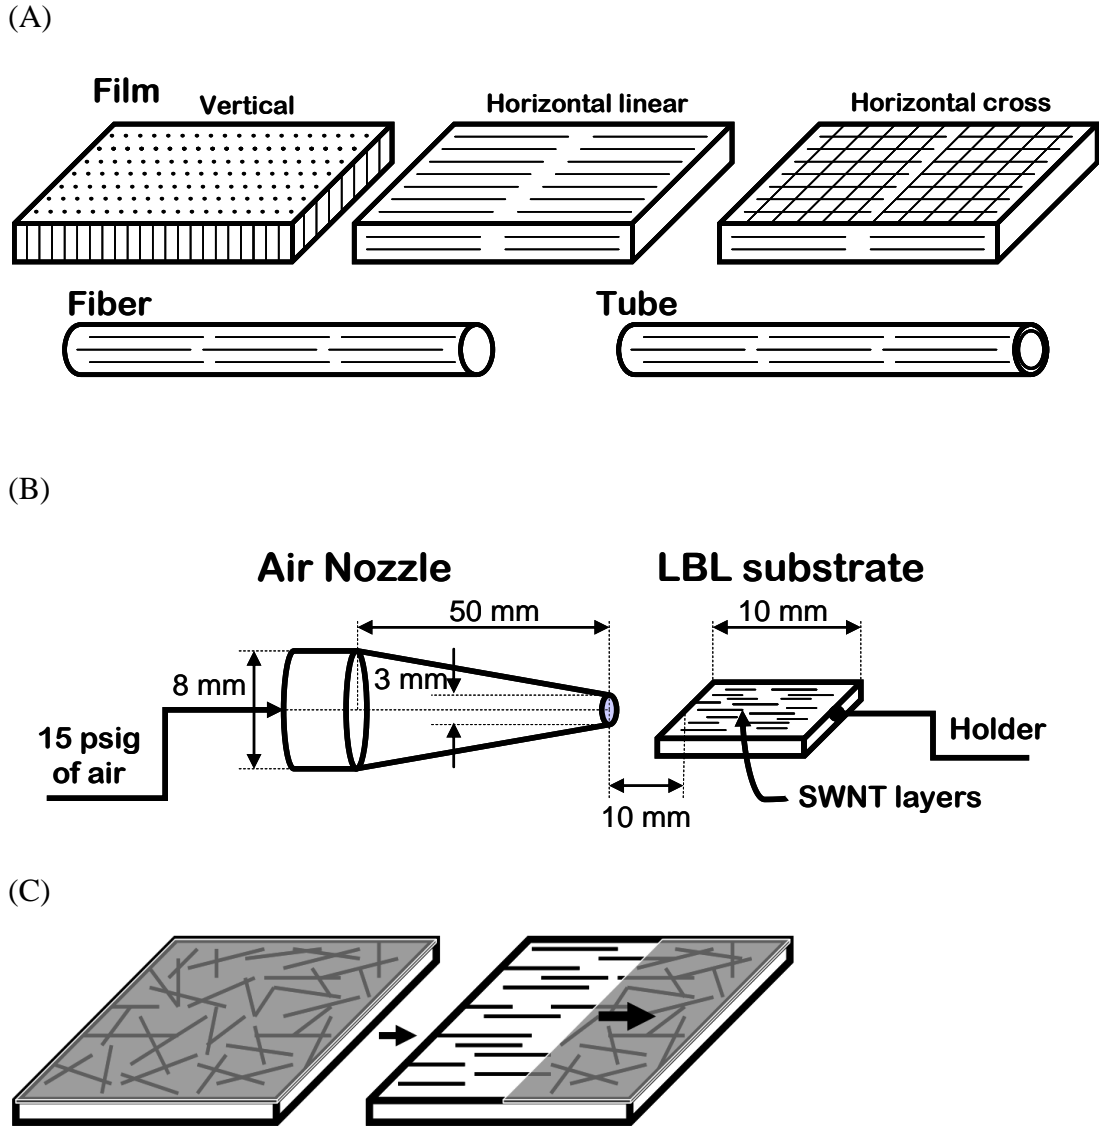 (A)
Film
Vertical
Horizontal linear
Horizontal cross
Fiber
Tube
(B)
Air Nozzle
LBL substrate
50 mm
10 mm
8 mm
3 mm
15 psig
of air
Holder
10 mm
SWNT layers
(C)